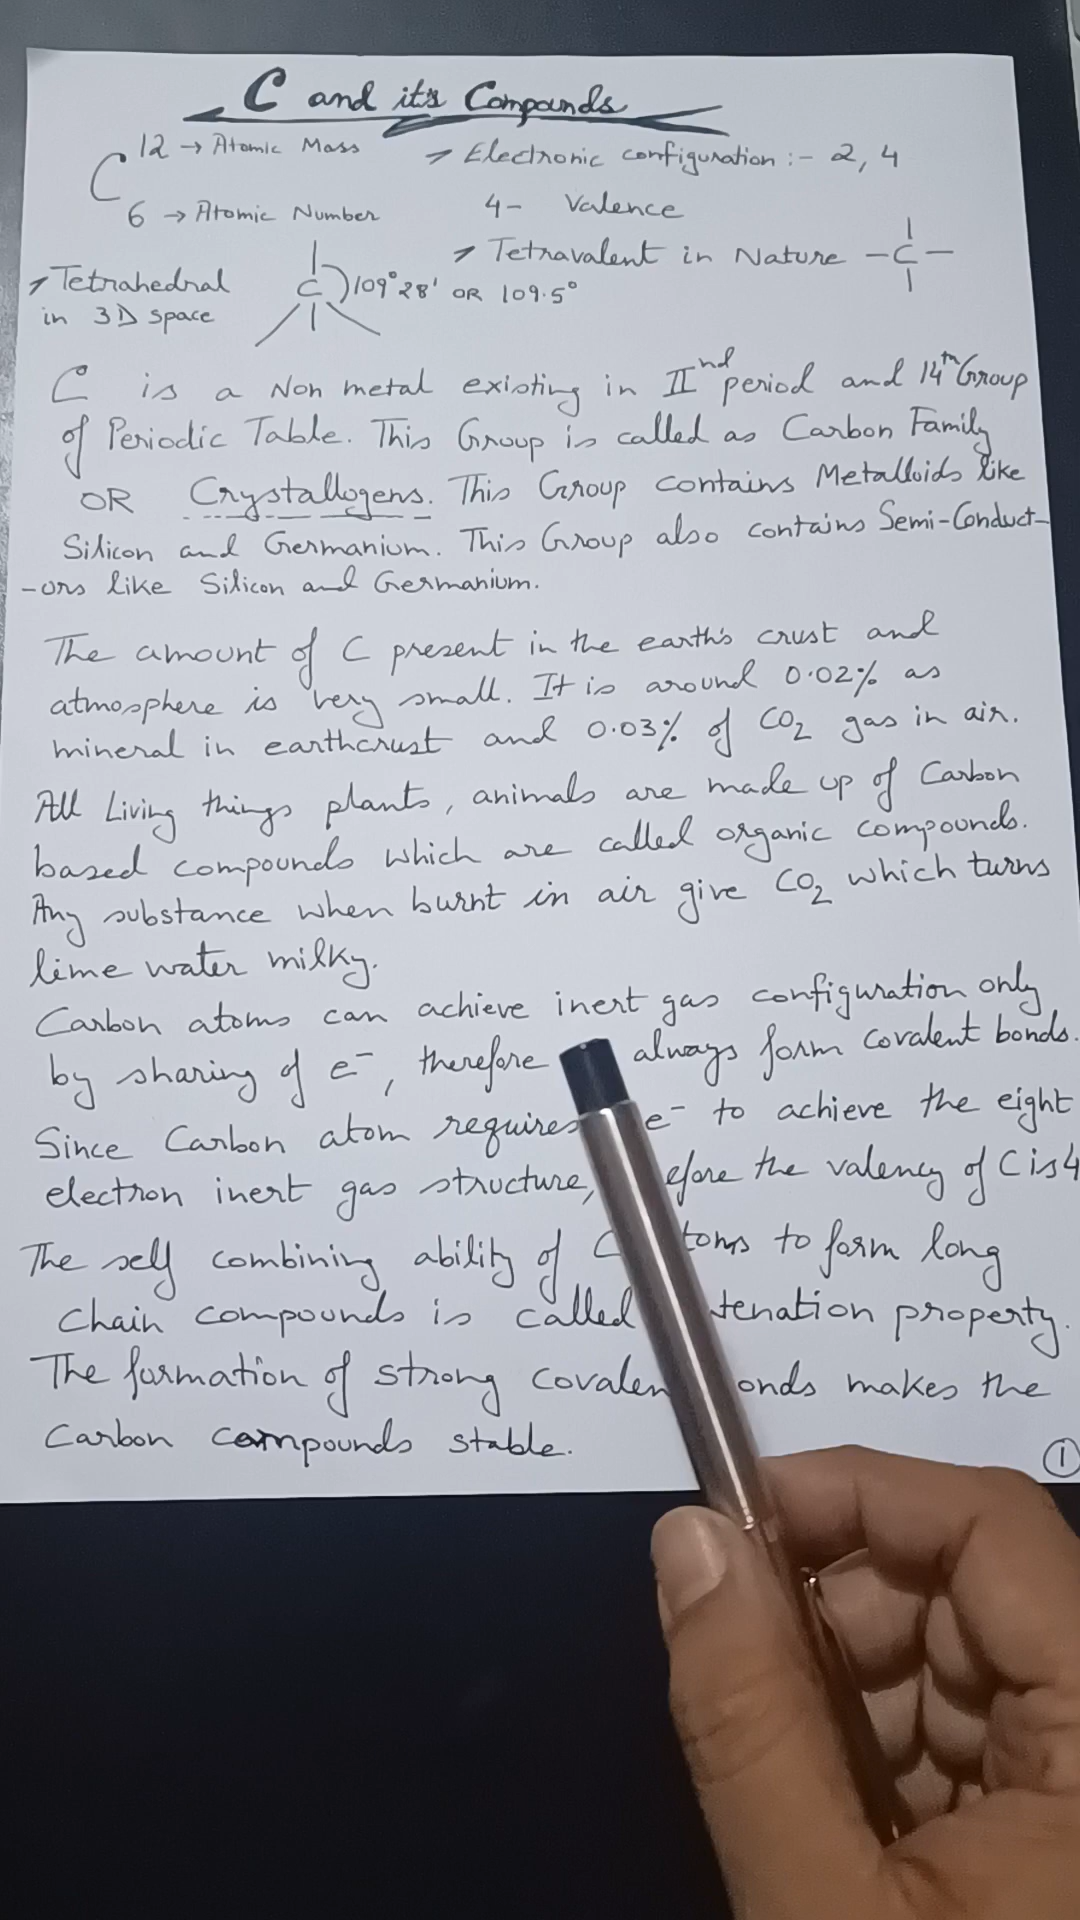 C and it's Compounds
C 12 → Atomic Mass
6 → Atomic Number
→ Electronic configuration :- 2, 4
4- Valence
→ Tetravalent in Nature -C-
→ Tetrahedral
in 3D space
C 109°28' OR 109.5°
C is a Non metal existing in IInd period and 14th Group
of Periodic Table. This Group is called as Carbon Family
OR Crystallogens. This Group contains Metalloids like
Silicon and Germanium. This Group also contains Semi-Conduct-
-ors like Silicon and Germanium.
The amount of C present in the earth's crust and
atmosphere is very small. It is around 0.02% as
mineral in earthcrust and 0.03% of CO2 gas in air.
All Living things plants, animals are made up of Carbon
based compounds which are called organic compounds.
Any substance when burnt in air give CO2 which turns
lime water milky.
Carbon atoms can achieve inert gas configuration only
by sharing of e-, therefore always form covalent bonds.
Since Carbon atom requires e- to achieve the eight
electron inert gas structure, efore the valency of C is 4
The self combining ability of C toms to form long
chain compounds is called tenation property.
The formation of strong covalen onds makes the
Carbon compounds stable.
1